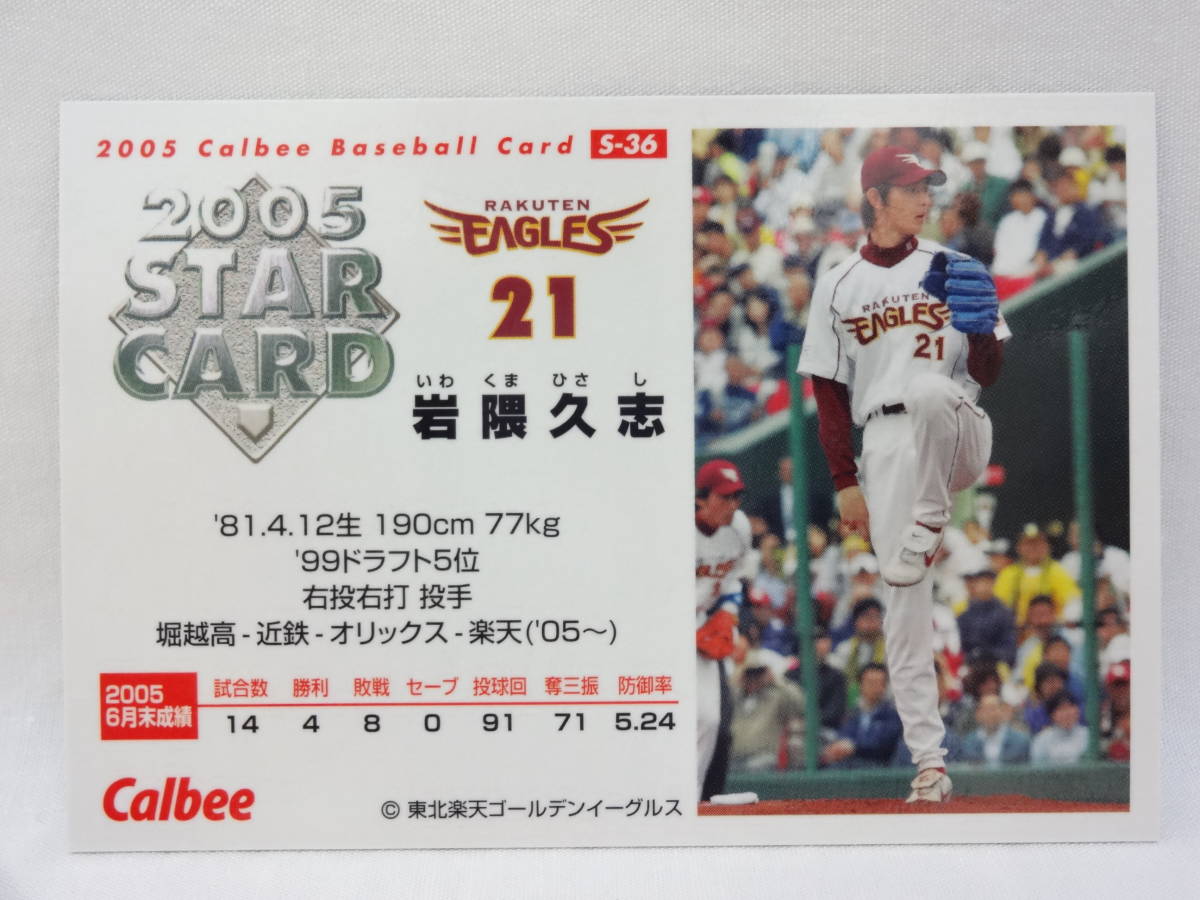 2005 Calbee Baseball Card S-36
2005
STAR
CARD
RAKUTEN
EAGLES
21
いわ くま ひさ し
岩隈久志
'81.4.12生 190cm 77kg
'99ドラフト5位
右投右打 投手
堀越高-近鉄-オリックス-楽天('05〜)
2005
6月末成績
試合数 勝利 敗戦 セーブ 投球回 奪三振 防御率
14 4 8 0 91 71 5.24
Calbee
© 東北楽天ゴールデンイーグルス
RAKUTEN
EAGLES
21